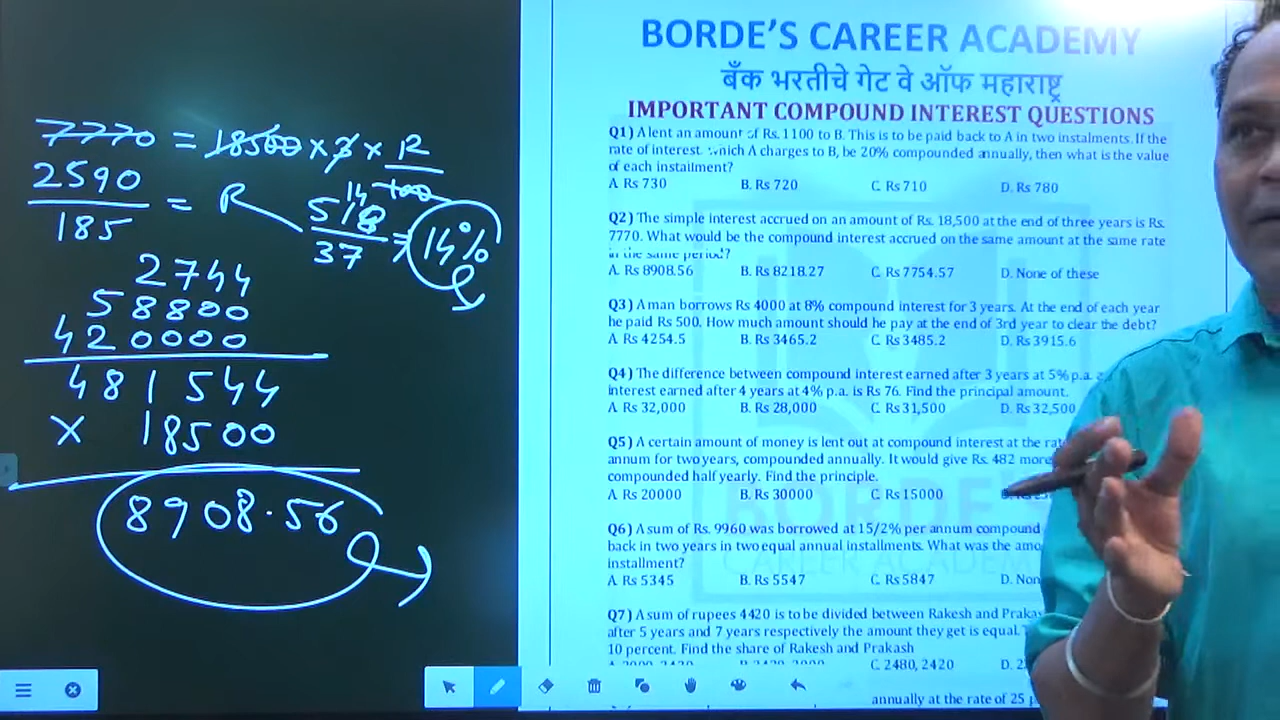 BORDE'S CAREER ACADEMY
बँक भरतीचे गेट वे ऑफ महाराष्ट्र
IMPORTANT COMPOUND INTEREST QUESTIONS
Q1) A lent an amount of Rs. 1100 to B. This is to be paid back to A in two instalments. If the
rate of interest which A charges to B, be 20% compounded annually, then what is the value
of each installment?
A Rs 730 B. Rs 720 C. Rs 710 D. Rs 780
Q2) The simple interest accrued on an amount of Rs. 18,500 at the end of three years is Rs.
7770. What would be the compound interest accrued on the same amount at the same rate
in the same period?
A. Rs 8908.56 B. Rs 8218.27 C. Rs 7754.57 D. None of these
Q3) A man borrows Rs 4000 at 8% compound interest for 3 years. At the end of each year
he paid Rs 500. How much amount should he pay at the end of 3rd year to clear the debt?
A Rs 4254.5 B. Rs 3465.2 C. Rs 3485.2 D. Rs 3915.6
Q4) The difference between compound interest earned after 3 years at 5% p.a.
interest earned after 4 years at 4% p.a. is Rs 76. Find the principal amount.
A Rs 32,000 B. Rs 28,000 C. Rs 31,500 D. Rs 32,500
Q5) A certain amount of money is lent out at compound interest at the
annum for two years, compounded annually. It would give Rs. 482 more
compounded half yearly. Find the principle.
A Rs 20000 B. Rs 30000 C. Rs 15000
Q6) A sum of Rs. 9960 was borrowed at 15/2% per annum compound
back in two years in two equal annual installments. What was the
installment?
A Rs 5345 B. Rs 5547 C. Rs 5847 D.
Q7) A sum of rupees 4420 is to be divided between Rakesh and
after 5 years and 7 years respectively the amount they get is equal.
10 percent. Find the share of Rakesh and Prakash
C. 2480, 2420 D.
annually at the rate of 25
7770 = 18500 × 3 × R
100
2590 = R
185
518 = 14%
37
14
2744
58800
420000
481544
× 18500
8908.56
BORDE'S
CAREER ACADEMY